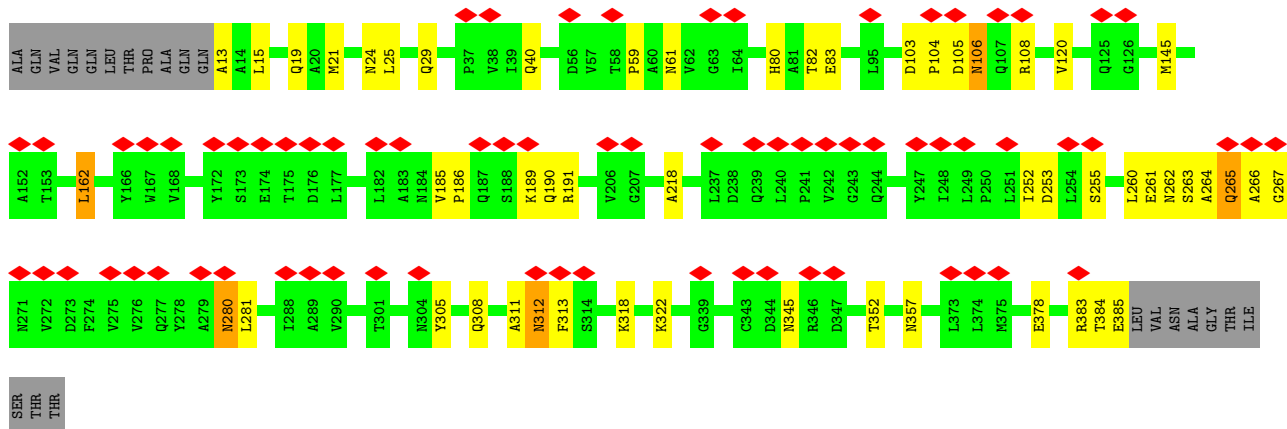 ALA GLN VAL GLN GLN LEU THR PRO ALA GLN GLN A13 A14 L15 Q19 A20 M21 N24 L25 Q29 P37 V38 I39 Q40 D56 V57 T58 P59 A60 N61 V62 G63 I64 H80 A81 T82 E83 L95 D103 P104 D105 N106 Q107 R108 V120 Q125 G126 M145
A152 T153 L162 Y166 W167 V168 Y172 S173 E174 T175 D176 L177 L182 A183 N184 V185 P186 Q187 S188 K189 Q190 R191 V206 G207 A218 L237 D238 Q239 L240 P241 V242 G243 Q244 Y247 I248 L249 P250 L251 I252 D253 L254 S255 L260 E261 N262 S263 A264 Q265 A266 G267
N271 V272 D273 F274 V275 V276 Q277 Y278 A279 N280 L281 I288 A289 V290 T301 N304 Y305 Q308 A311 N312 F313 S314 K318 K322 G339 C343 D344 N345 R346 D347 T352 N357 L373 L374 M375 E378 R383 T384 E385 LEU VAL ASN ALA GLY THR ILE
SER THR THR